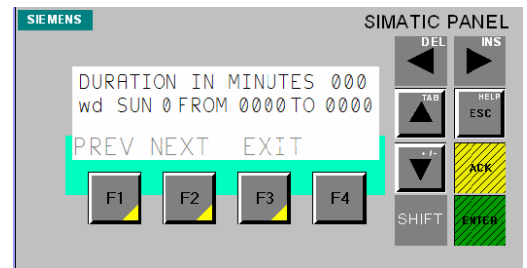 SIEMENS
SIMATIC PANEL
DEL
INS
DURATION IN MINUTES 000
wd SUN 0 FROM 0000 TO 0000
PREV NEXT EXIT
TAB
HELP
ESC
+/-
ACK
F1 F2 F3 F4
SHIFT
ENTER